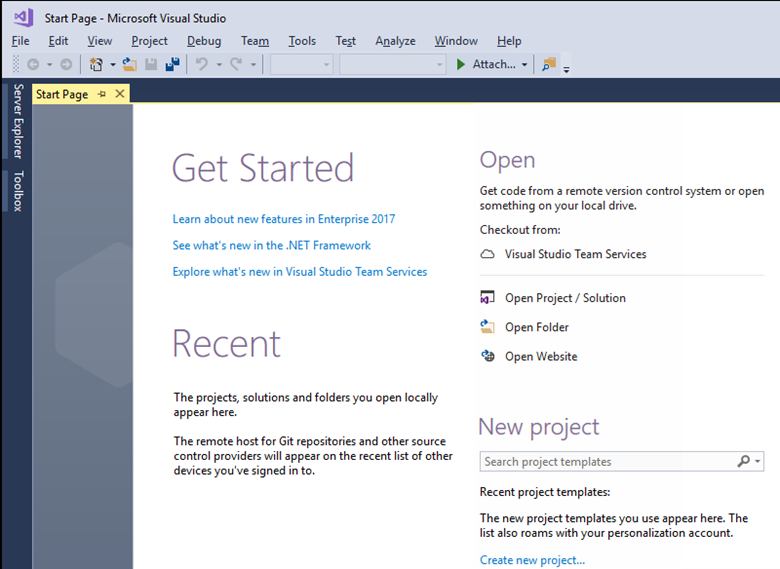 Start Page - Microsoft Visual Studio
File Edit View Project Debug Team Tools Test Analyze Window Help
Attach...
Server Explorer
Toolbox
Start Page
Get Started
Learn about new features in Enterprise 2017
See what's new in the .NET Framework
Explore what's new in Visual Studio Team Services
Recent
The projects, solutions and folders you open locally
appear here.
The remote host for Git repositories and other source
control providers will appear on the recent list of other
devices you've signed in to.
Open
Get code from a remote version control system or open
something on your local drive.
Checkout from:
Visual Studio Team Services
Open Project / Solution
Open Folder
Open Website
New project
Search project templates
Recent project templates:
The new project templates you use appear here. The
list also roams with your personalization account.
Create new project...